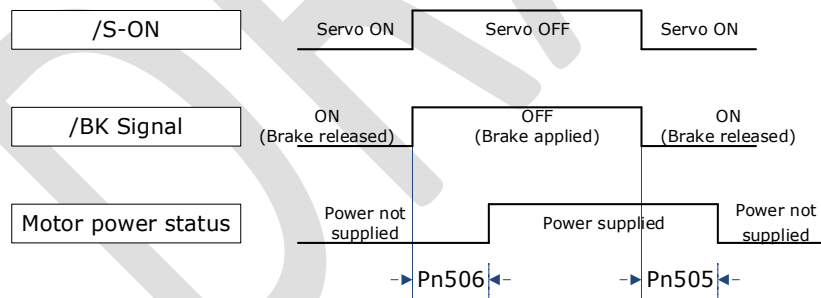 /S-ON
Servo ON
Servo OFF
Servo ON
/BK Signal
ON
(Brake released)
OFF
(Brake applied)
ON
(Brake released)
Motor power status
Power not
supplied
Power supplied
Power not
supplied
Pn506
Pn505